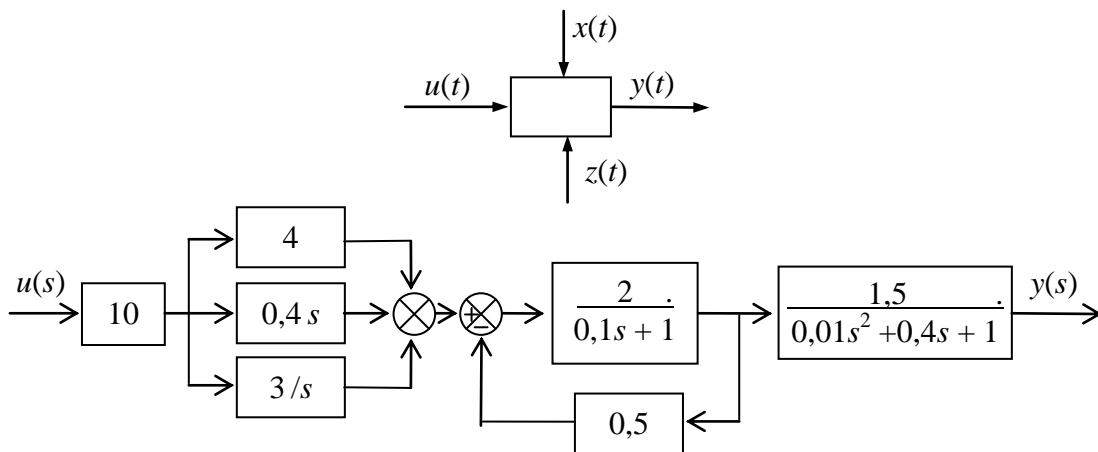 x(t)
u(t)
y(t)
z(t)
u(s)
10
4
0,4 s
3/s
+
−
2
0,1s + 1
0,5
1,5
0,01s² +0,4s + 1
y(s)